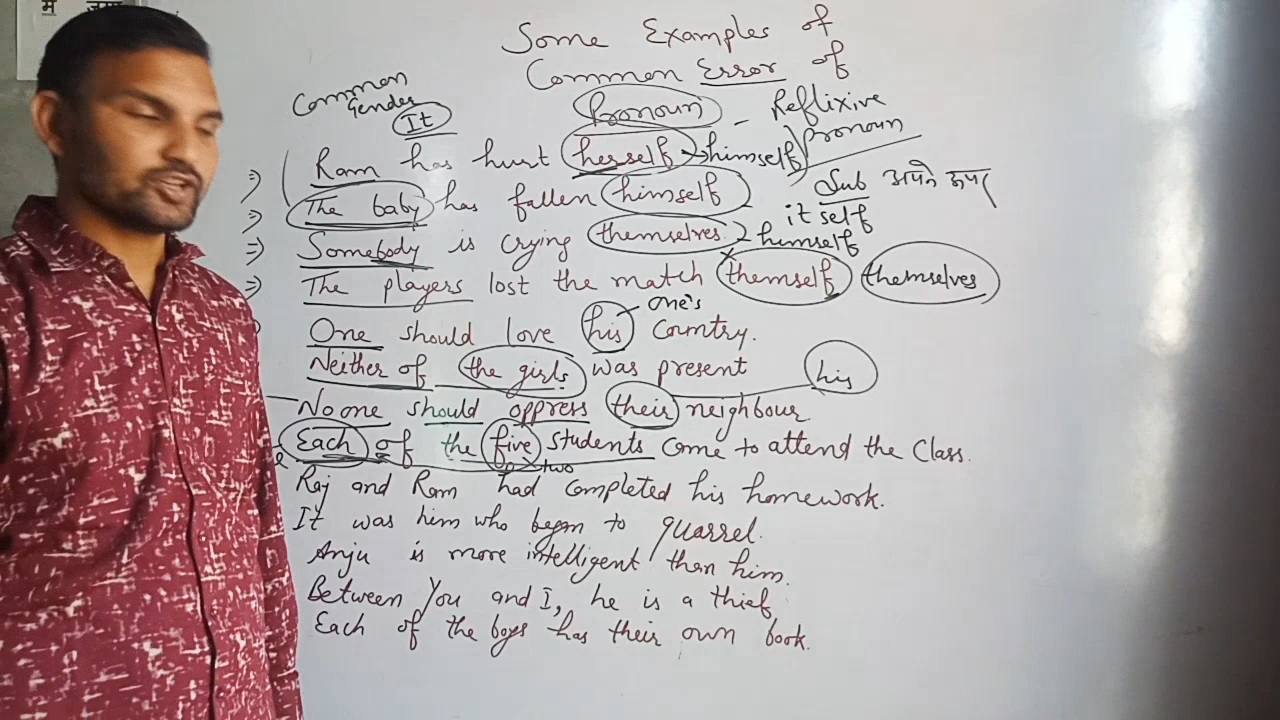 Some Examples of
Common Error of
Pronoun - Reflixive
pronoun
Common
Gender
It
Ram has hurt herself himself
Sub अपने ऊपर
The baby has fallen himself
itself
Somebody is crying themselves himself
The players lost the match themself themselves
one's
One should love his Country.
Neither of the girls was present
his
No one should oppress their neighbour
Each of the five students come to attend the Class.
two
Raj and Ram had completed his homework.
It was him who began to quarrel.
Anju is more intelligent than him.
Between You and I, he is a thief
Each of the boys has their own book.